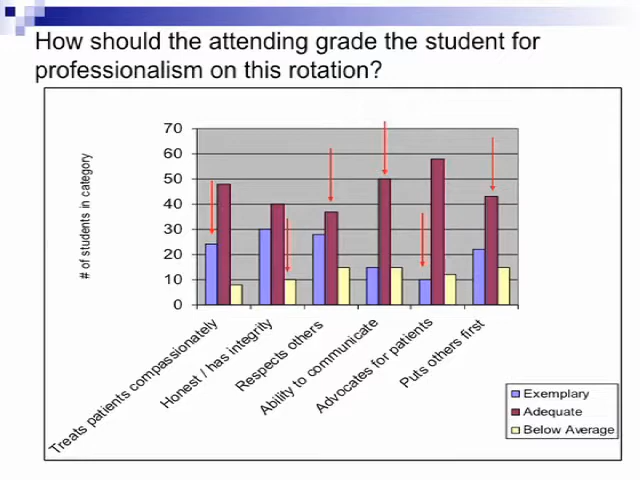 How should the attending grade the student for
professionalism on this rotation?
# of students in category
70
60
50
40
30
20
10
0
Treats patients compassionately
Honest / has integrity
Respects others
Ability to communicate
Advocates for patients
Puts others first
Exemplary
Adequate
Below Average